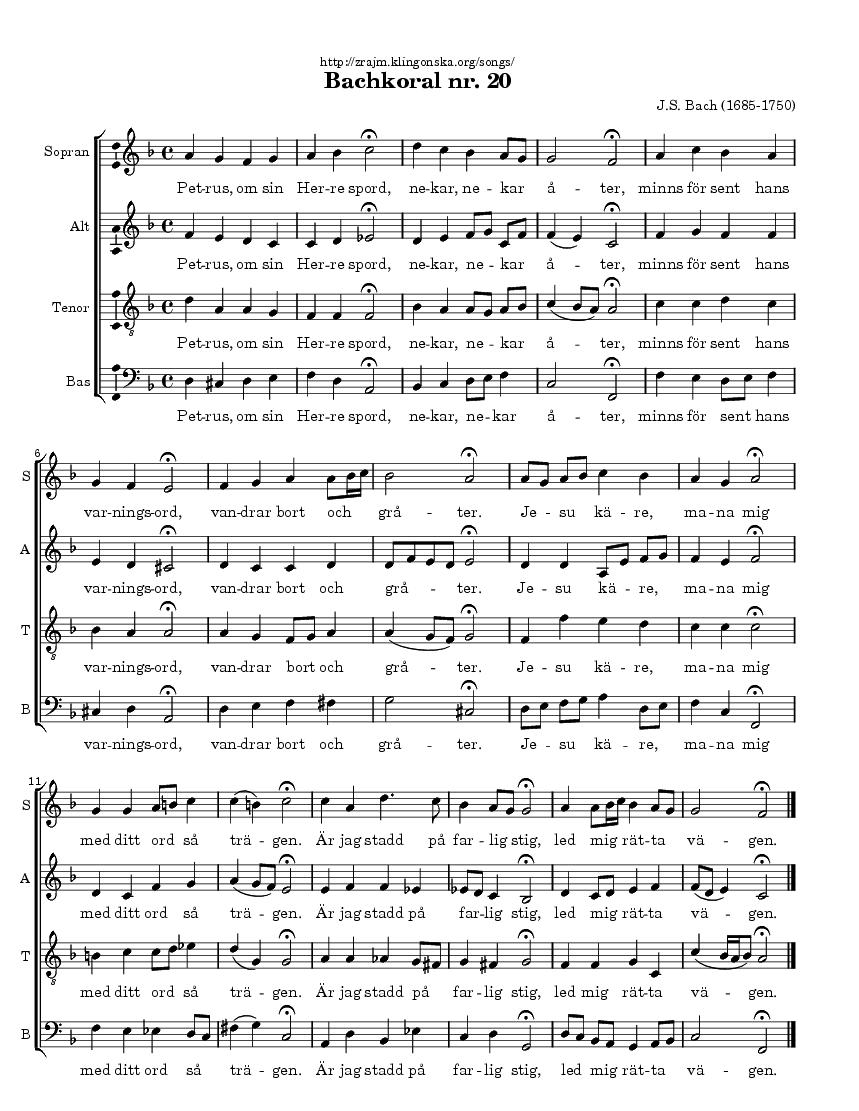 http://zrajm.klingonska.org/songs/
Bachkoral nr. 20
J.S. Bach (1685-1750)
Sopran
Pet-rus, om sin Her-re spord, ne-kar, ne - kar å - ter, minns för sent hans
Alt
Pet-rus, om sin Her-re spord, ne-kar, ne - kar å - ter, minns för sent hans
Tenor
Pet-rus, om sin Her-re spord, ne-kar, ne - kar å - ter, minns för sent hans
Bas
Pet-rus, om sin Her-re spord, ne-kar, ne - kar å - ter, minns för sent hans
6
S
var-nings-ord, van-drar bort och grå - ter. Je - su kä - re, ma-na mig
A
var-nings-ord, van-drar bort och grå - ter. Je - su kä - re, ma-na mig
T
var-nings-ord, van-drar bort och grå - ter. Je - su kä - re, ma-na mig
B
var-nings-ord, van-drar bort och grå - ter. Je - su kä - re, ma-na mig
11
S
med ditt ord så trä - gen. Är jag stadd på far - lig stig, led mig rät-ta vä - gen.
A
med ditt ord så trä - gen. Är jag stadd på far-lig stig, led mig rät-ta vä - gen.
T
med ditt ord så trä - gen. Är jag stadd på far-lig stig, led mig rät-ta vä - gen.
B
med ditt ord så trä - gen. Är jag stadd på far-lig stig, led mig rät-ta vä - gen.